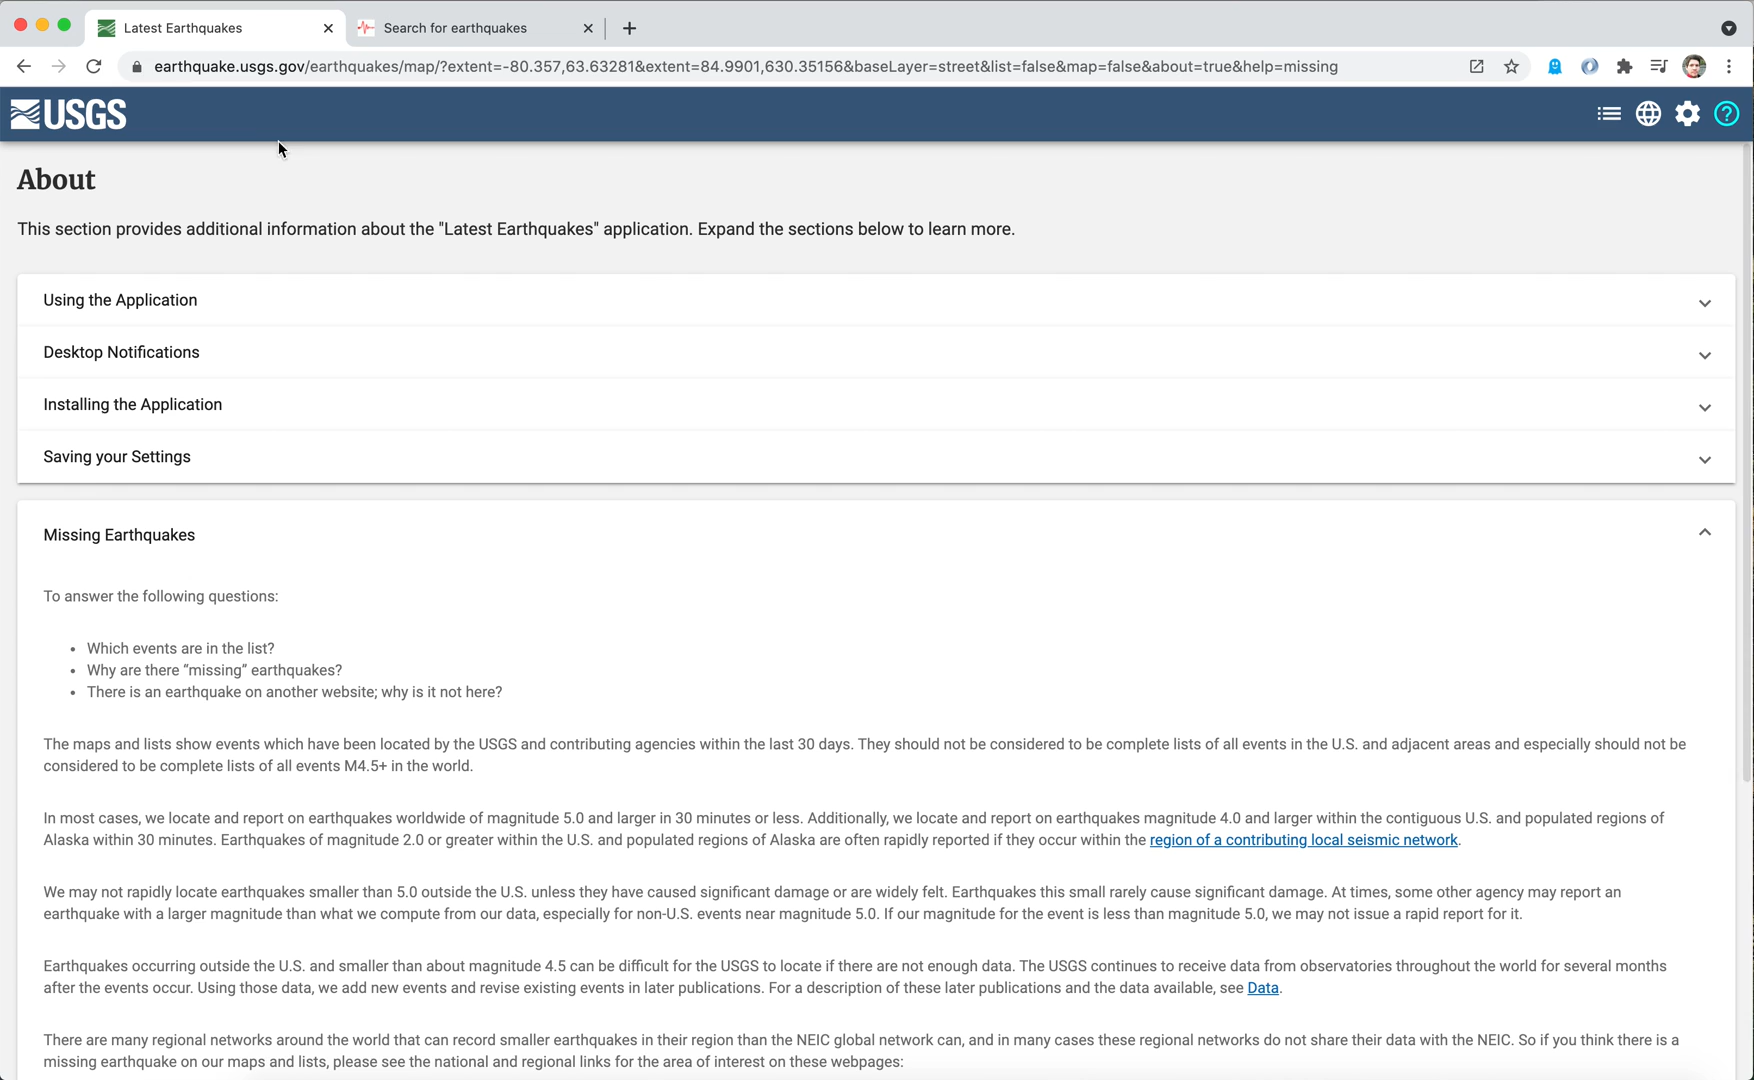 Latest Earthquakes
Search for earthquakes
earthquake.usgs.gov/earthquakes/map/?extent=-80.357,63.63281&extent=84.9901,630.35156&baseLayer=street&list=false&map=false&about=true&help=missing
USGS
About
This section provides additional information about the "Latest Earthquakes" application. Expand the sections below to learn more.
Using the Application
Desktop Notifications
Installing the Application
Saving your Settings
Missing Earthquakes
To answer the following questions:
• Which events are in the list?
• Why are there “missing” earthquakes?
• There is an earthquake on another website; why is it not here?
The maps and lists show events which have been located by the USGS and contributing agencies within the last 30 days. They should not be considered to be complete lists of all events in the U.S. and adjacent areas and especially should not be
considered to be complete lists of all events M4.5+ in the world.
In most cases, we locate and report on earthquakes worldwide of magnitude 5.0 and larger in 30 minutes or less. Additionally, we locate and report on earthquakes magnitude 4.0 and larger within the contiguous U.S. and populated regions of
Alaska within 30 minutes. Earthquakes of magnitude 2.0 or greater within the U.S. and populated regions of Alaska are often rapidly reported if they occur within the region of a contributing local seismic network.
We may not rapidly locate earthquakes smaller than 5.0 outside the U.S. unless they have caused significant damage or are widely felt. Earthquakes this small rarely cause significant damage. At times, some other agency may report an
earthquake with a larger magnitude than what we compute from our data, especially for non-U.S. events near magnitude 5.0. If our magnitude for the event is less than magnitude 5.0, we may not issue a rapid report for it.
Earthquakes occurring outside the U.S. and smaller than about magnitude 4.5 can be difficult for the USGS to locate if there are not enough data. The USGS continues to receive data from observatories throughout the world for several months
after the events occur. Using those data, we add new events and revise existing events in later publications. For a description of these later publications and the data available, see Data.
There are many regional networks around the world that can record smaller earthquakes in their region than the NEIC global network can, and in many cases these regional networks do not share their data with the NEIC. So if you think there is a
missing earthquake on our maps and lists, please see the national and regional links for the area of interest on these webpages: